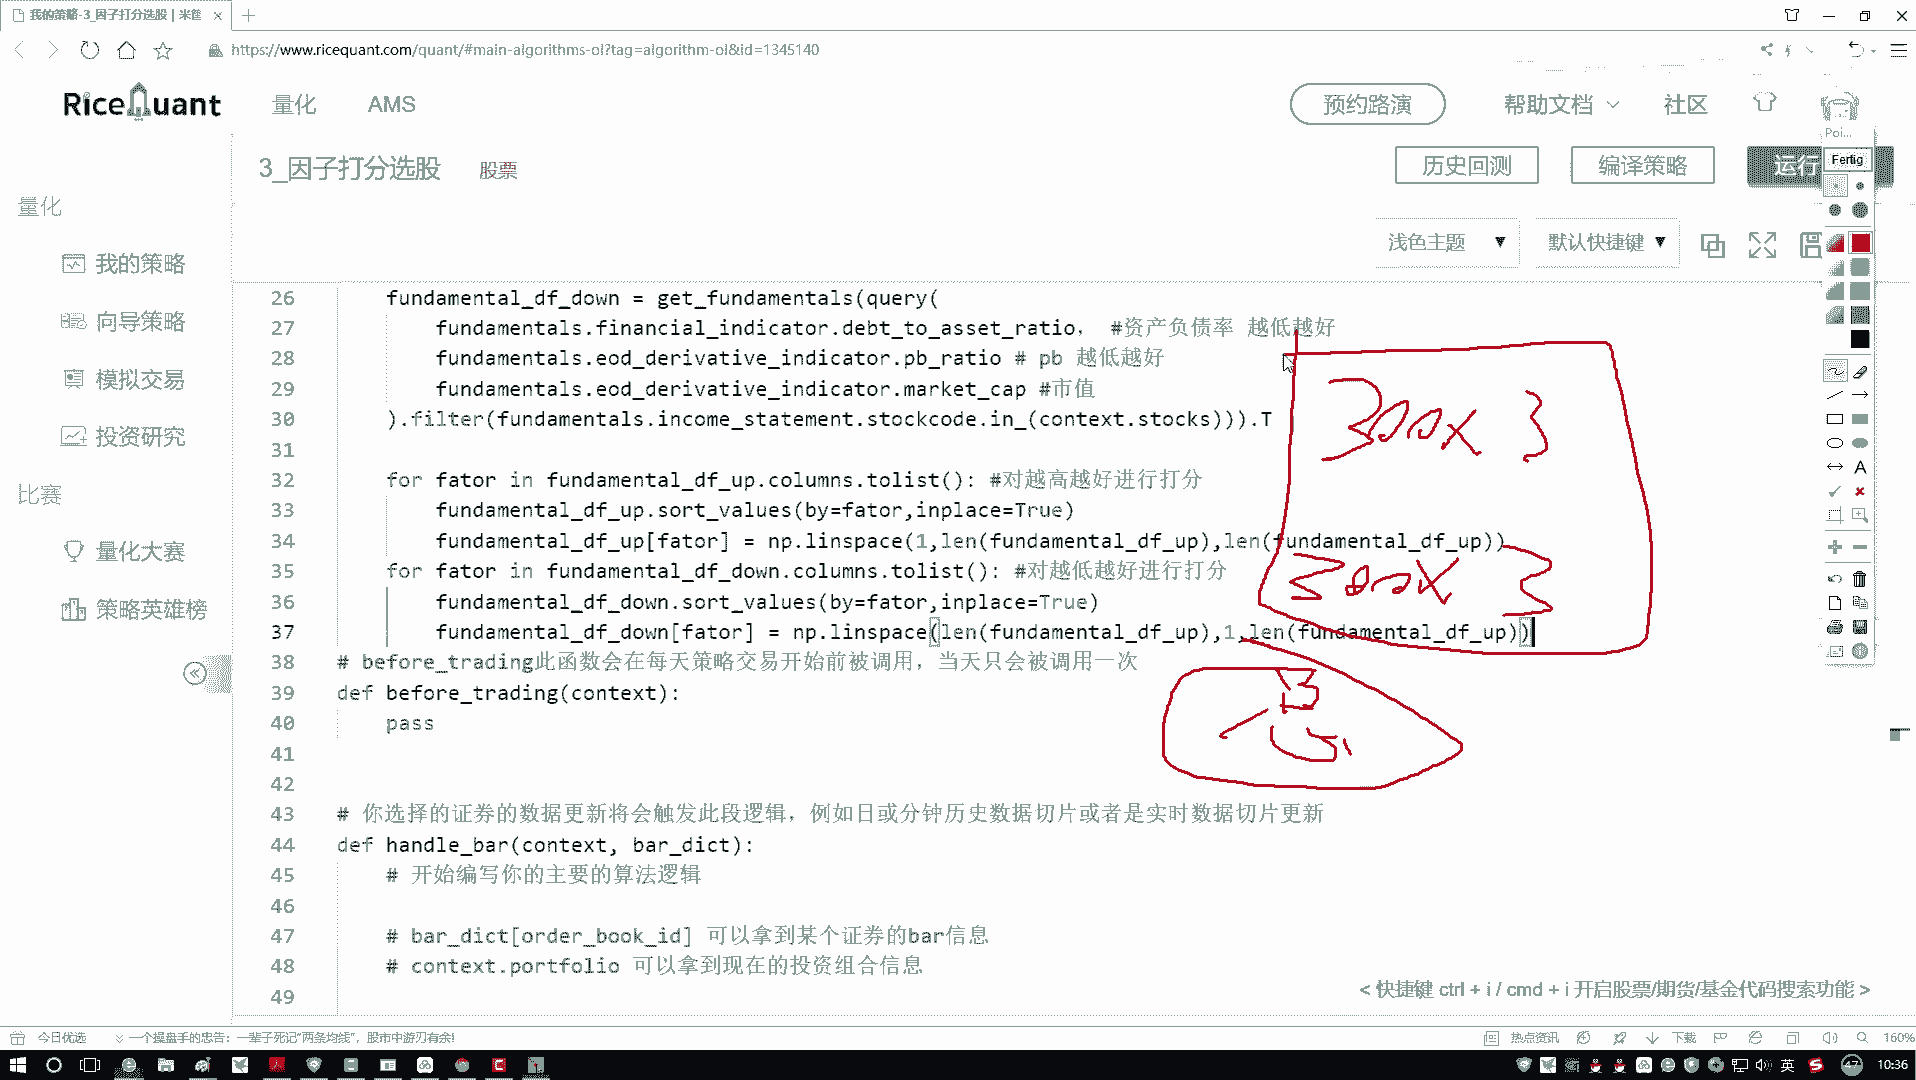 我的策略-3_因子打分选股 | 米筐
https://www.ricequant.com/quant/#main-algorithms-ol?tag=algorithm-ol&id=1345140
RiceQuant 量化 AMS 预约路演 帮助文档 社区
Poi...
3_因子打分选股 股票 历史回测 编译策略 运行 Fertig
量化
浅色主题 默认快捷键
我的策略
向导策略
模拟交易
投资研究
比赛
量化大赛
策略英雄榜
26 fundamental_df_down = get_fundamentals(query(
27 fundamentals.financial_indicator.debt_to_asset_ratio, #资产负债率 越低越好
28 fundamentals.eod_derivative_indicator.pb_ratio # pb 越低越好
29 fundamentals.eod_derivative_indicator.market_cap #市值
30 ).filter(fundamentals.income_statement.stockcode.in_(context.stocks))).T
31
32 for fator in fundamental_df_up.columns.tolist(): #对越高越好进行打分
33 fundamental_df_up.sort_values(by=fator,inplace=True)
34 fundamental_df_up[fator] = np.linspace(1,len(fundamental_df_up),len(fundamental_df_up))
35 for fator in fundamental_df_down.columns.tolist(): #对越低越好进行打分
36 fundamental_df_down.sort_values(by=fator,inplace=True)
37 fundamental_df_down[fator] = np.linspace(len(fundamental_df_up),1,len(fundamental_df_up))
38 # before_trading此函数会在每天策略交易开始前被调用，当天只会被调用一次
39 def before_trading(context):
40 pass
41
42
43 # 你选择的证券的数据更新将会触发此段逻辑，例如日或分钟历史数据切片或者是实时数据切片更新
44 def handle_bar(context, bar_dict):
45 # 开始编写你的主要的算法逻辑
46
47 # bar_dict[order_book_id] 可以拿到某个证券的bar信息
48 # context.portfolio 可以拿到现在的投资组合信息
49
300x 3
300x 3
< 快捷键 ctrl + i / cmd + i 开启股票/期货/基金代码搜索功能 >
今日优选 一个操盘手的忠告：一辈子死记"两条均线"，股市中游刃有余! 热点资讯 下载 160%
英 47 10:36